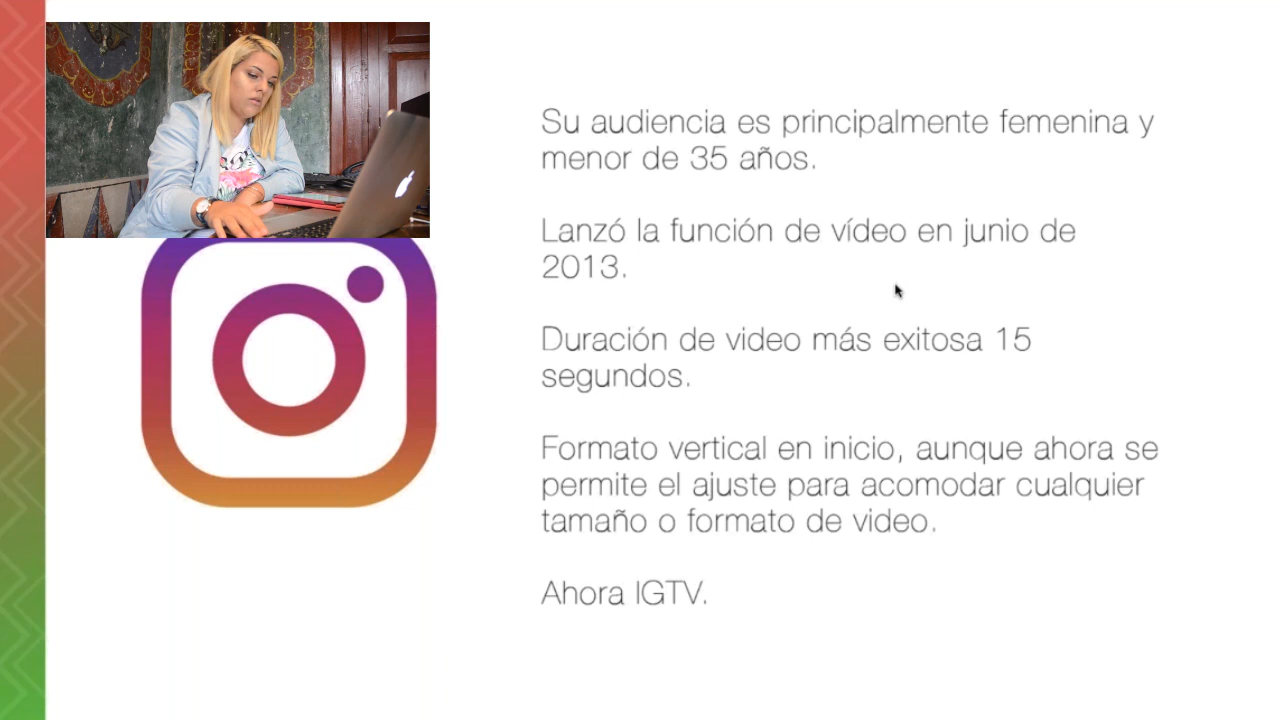 Su audiencia es principalmente femenina y
menor de 35 años.
Lanzó la función de vídeo en junio de
2013.
Duración de video más exitosa 15
segundos.
Formato vertical en inicio, aunque ahora se
permite el ajuste para acomodar cualquier
tamaño o formato de video.
Ahora IGTV.